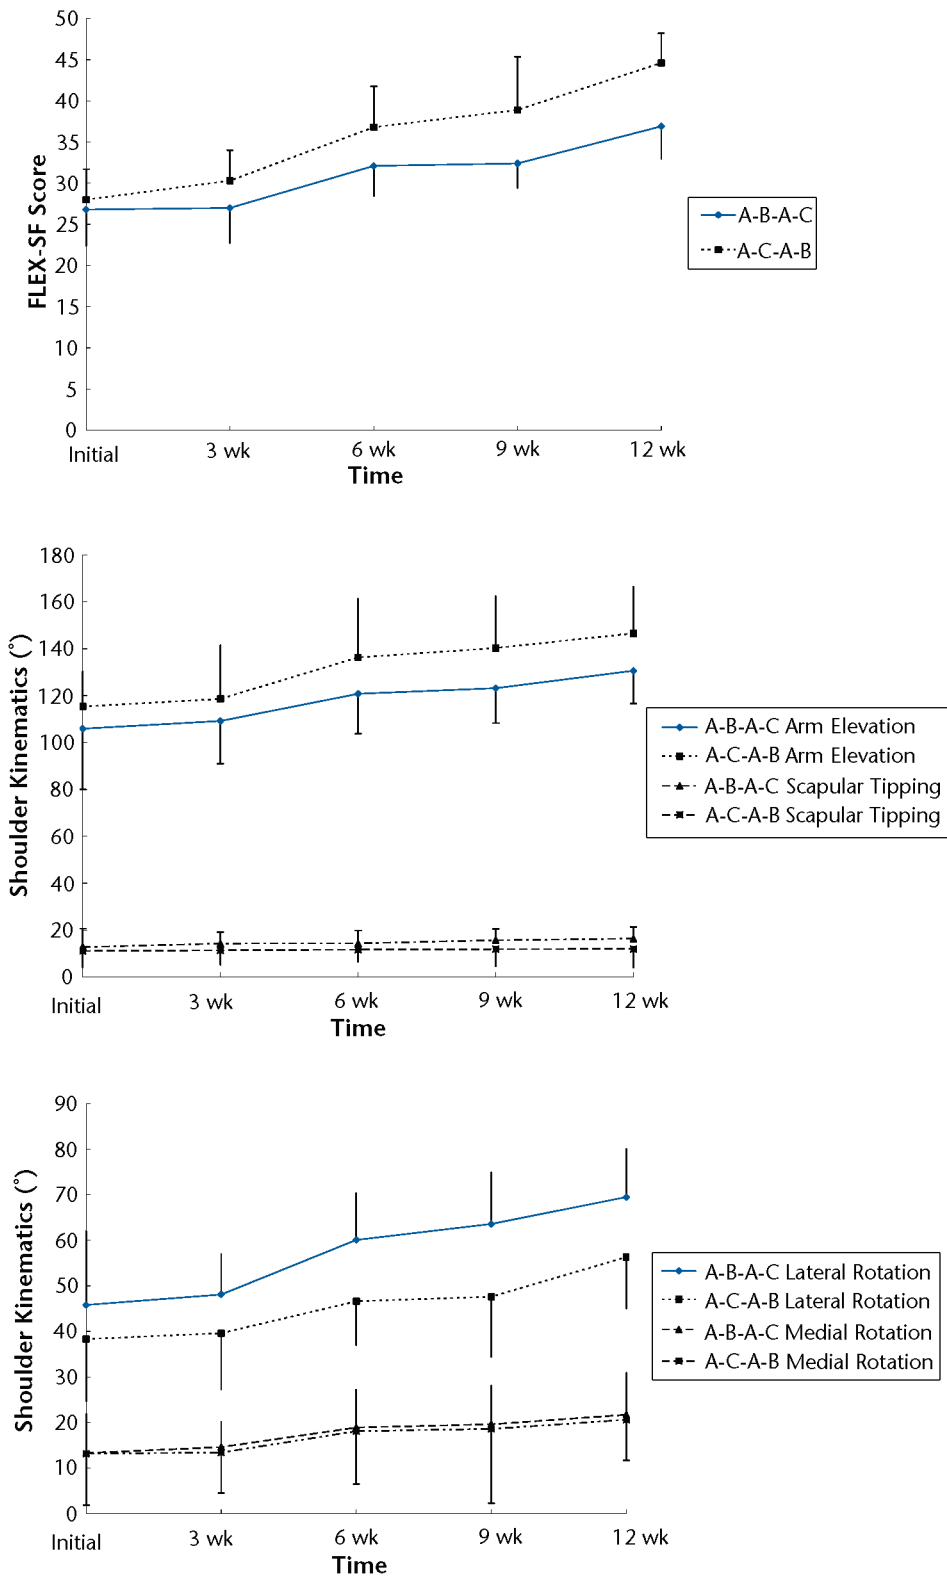 50
45
40
35
30
25
20
15
10
5
0
FLEX-SF Score
Initial 3 wk 6 wk 9 wk 12 wk
Time
A-B-A-C
A-C-A-B
180
160
140
120
100
80
60
40
20
0
Shoulder Kinematics (°)
Initial 3 wk 6 wk 9 wk 12 wk
Time
A-B-A-C Arm Elevation
A-C-A-B Arm Elevation
A-B-A-C Scapular Tipping
A-C-A-B Scapular Tipping
90
80
70
60
50
40
30
20
10
0
Shoulder Kinematics (°)
Initial 3 wk 6 wk 9 wk 12 wk
Time
A-B-A-C Lateral Rotation
A-C-A-B Lateral Rotation
A-B-A-C Medial Rotation
A-C-A-B Medial Rotation